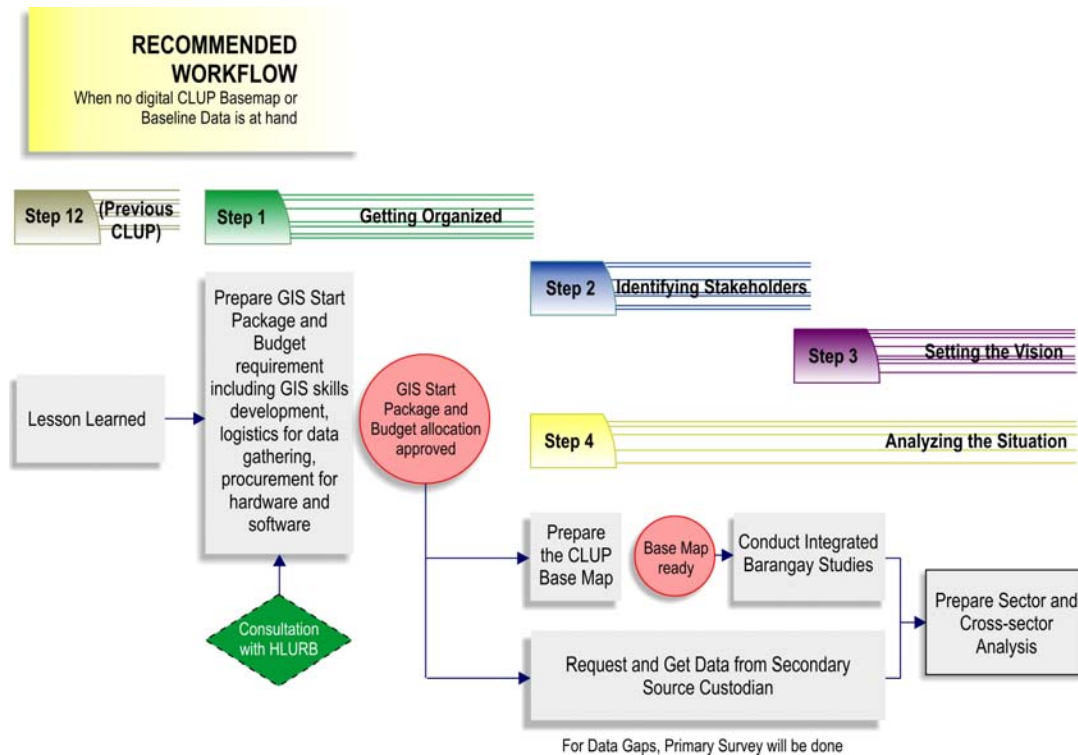 RECOMMENDED
WORKFLOW
When no digital CLUP Basemap or
Baseline Data is at hand
Step 12
(Previous
CLUP)
Step 1
Getting Organized
Step 2
Identifying Stakeholders
Step 3
Setting the Vision
Step 4
Analyzing the Situation
Lesson Learned
Prepare GIS Start
Package and
Budget
requirement
including GIS skills
development,
logistics for data
gathering,
procurement for
hardware and
software
Consultation
with HLURB
GIS Start
Package and
Budget allocation
approved
Prepare
the CLUP
Base Map
Base Map
ready
Conduct Integrated
Barangay Studies
Request and Get Data from Secondary
Source Custodian
For Data Gaps, Primary Survey will be done
Prepare Sector and
Cross-sector
Analysis